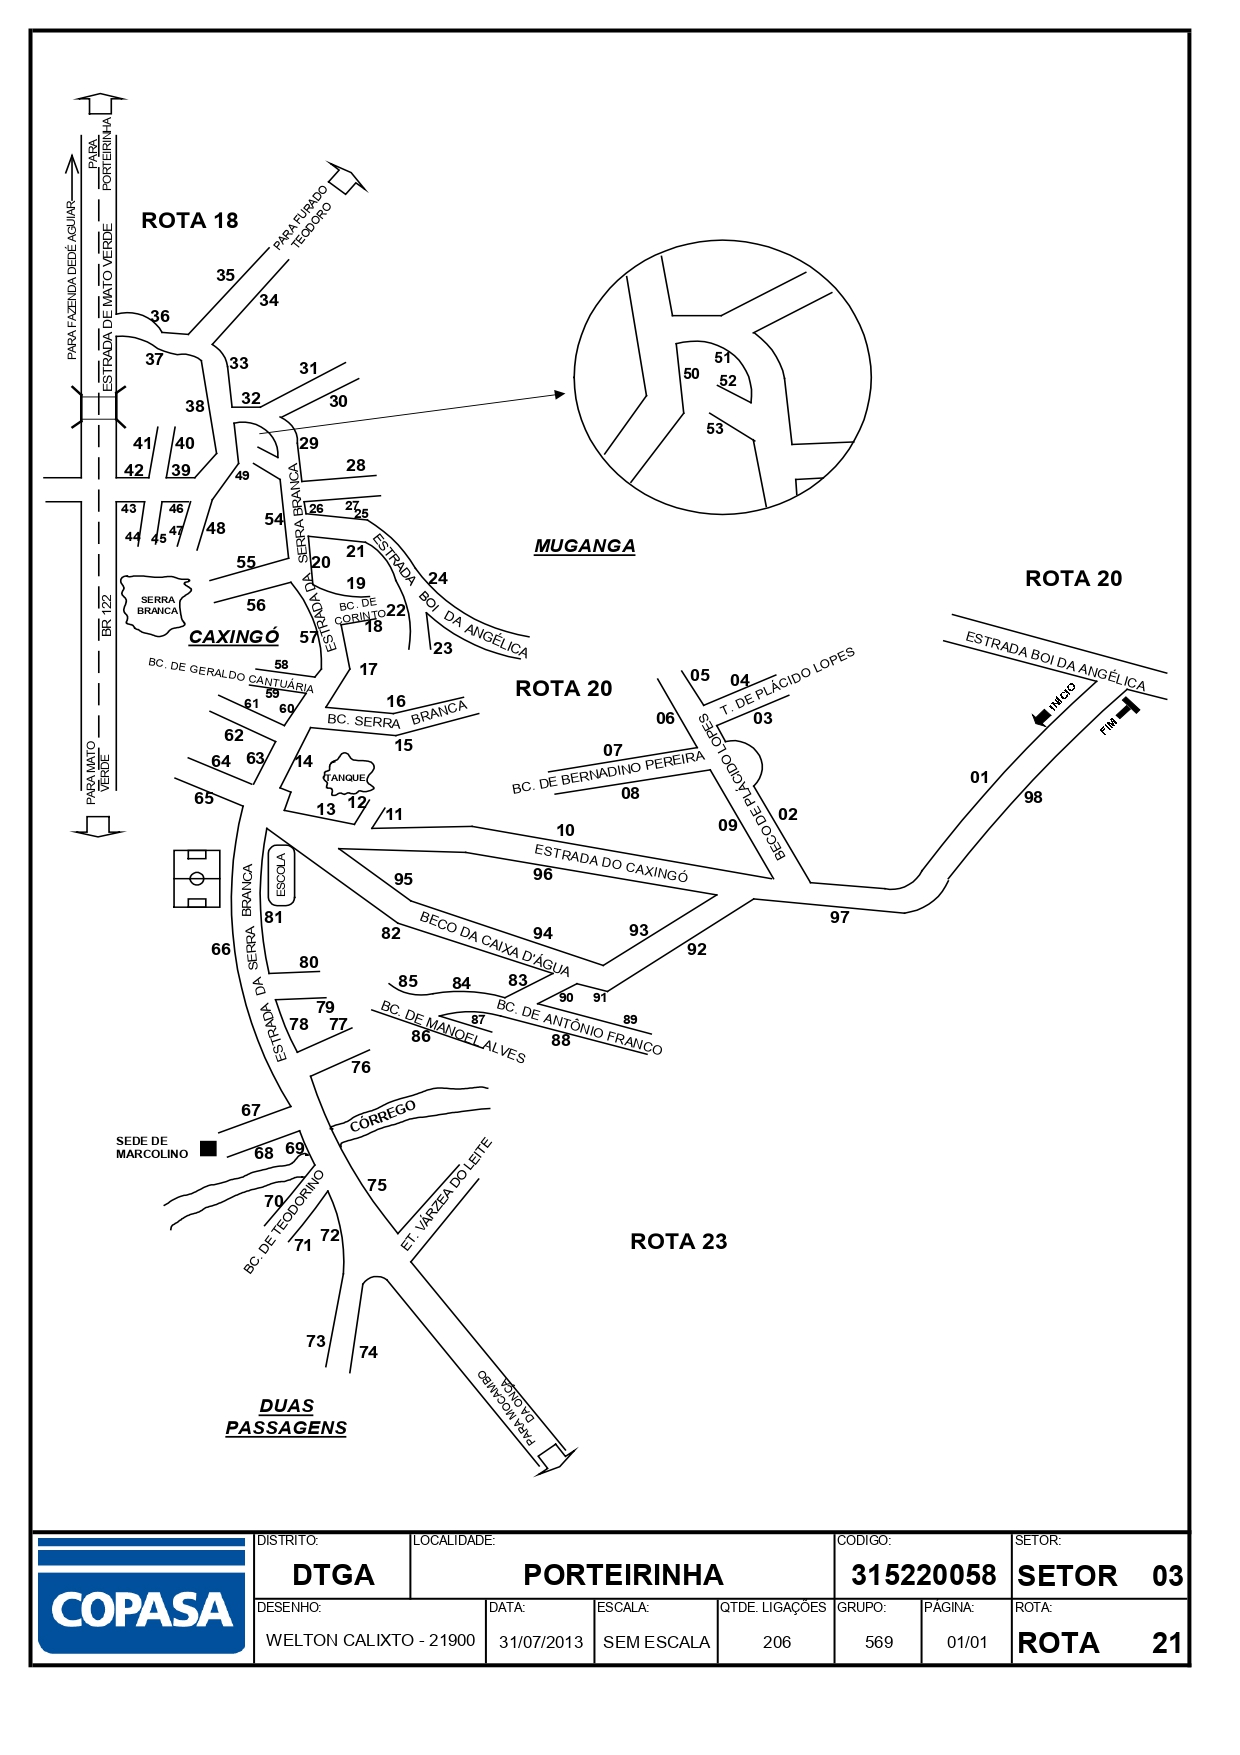 PARA
PORTEIRINHA
PARA FAZENDA DEDÉ AGUIAR
ESTRADA DE MATO VERDE
ROTA 18
PARA FURADO
TEODORO
35
34
36
37
33
31
32
30
38
51
50
52
53
41
40
29
42
39
49
28
43
46
26
27
25
54
44
45
47
48
ESTRADA DA SERRA BRANCA
MUGANGA
55
20
21
ESTRADA BOI DA ANGÉLICA
24
ROTA 20
SERRA
BRANCA
BR 122
56
19
BC. DE
CORINTO
22
18
CAXINGÓ
57
23
ESTRADA BOI DA ANGÉLICA
BC. DE GERALDO CANTUÁRIA
58
17
59
61
60
ROTA 20
05
04
T. DE PLÁCIDO LOPES
03
06
INÍCIO
FIM
16
BC. SERRA BRANCA
15
62
63
64
14
65
TANQUE
13
12
11
07
BC. DE BERNADINO PEREIRA
08
BECO DE PLÁCIDO LOPES
09
02
01
98
PARA MATO
VERDE
10
ESTRADA DO CAXINGÓ
96
ESCOLA
95
81
82
BECO DA CAIXA D'ÁGUA
94
93
92
97
66
ESTRADA DA SERRA BRANCA
80
85
84
83
79
78
77
90
91
BC. DE MANOEL ALVES
87
86
BC. DE ANTÔNIO FRANCO
89
88
76
67
CÓRREGO
SEDE DE
MARCOLINO
68
69
70
BC. DE TEODORINO
71
72
75
ET. VÁRZEA DO LEITE
ROTA 23
73
74
PARA MOCAMBO
DA ONÇA
DUAS
PASSAGENS
COPASA
DISTRITO:
DTGA
LOCALIDADE:
PORTEIRINHA
CODIGO:
315220058
SETOR:
SETOR 03
DESENHO:
WELTON CALIXTO - 21900
DATA:
31/07/2013
ESCALA:
SEM ESCALA
QTDE. LIGAÇÕES
206
GRUPO:
569
PÁGINA:
01/01
ROTA:
ROTA 21